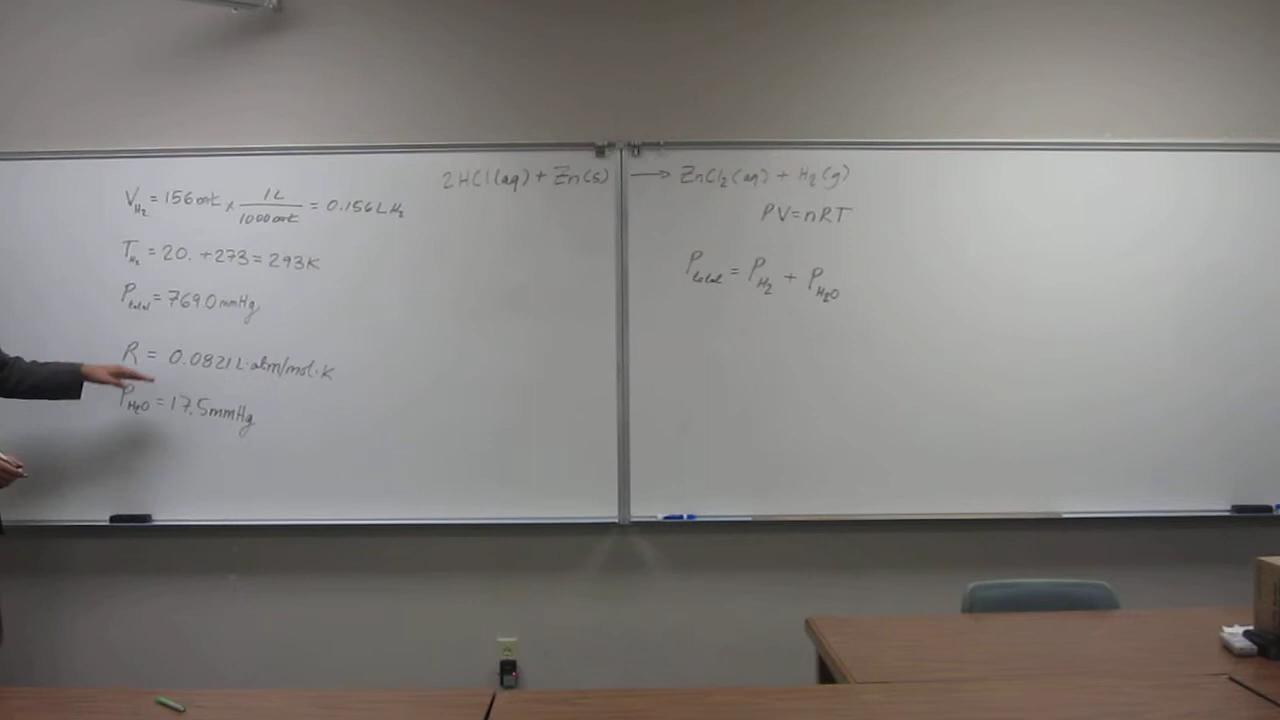 2HCl(aq) + Zn(s) → ZnCl₂(aq) + H₂(g)
V_H₂ = 156 mL × 1L/1000 mL = 0.156 L H₂
T_H₂ = 20. + 273 = 293K
P_total = 769.0 mmHg
R = 0.0821 L·atm/mol·K
P_H₂O = 17.5 mmHg
PV = nRT
P_total = P_H₂ + P_H₂O